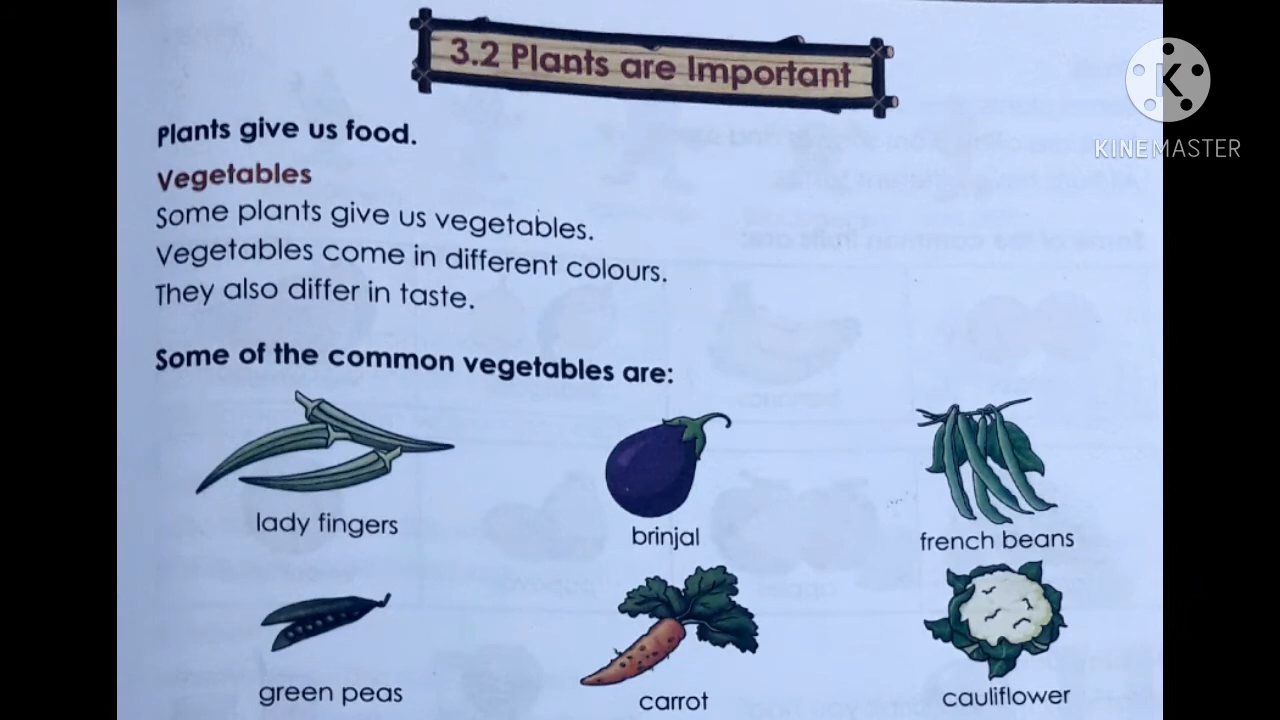 3.2 Plants are Important
K
KINEMASTER
Plants give us food.
Vegetables
Some plants give us vegetables.
Vegetables come in different colours.
They also differ in taste.
Some of the common vegetables are:
lady fingers
brinjal
french beans
green peas
carrot
cauliflower